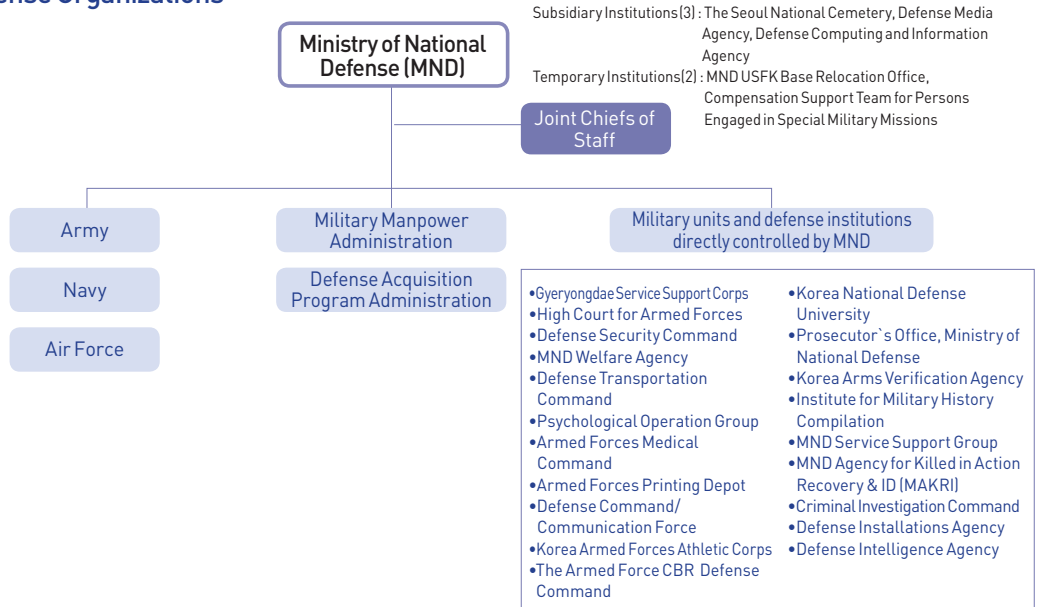 ense Organizations
Ministry of National
Defense (MND)
Subsidiary Institutions(3) : The Seoul National Cemetery, Defense Media
Agency, Defense Computing and Information
Agency
Temporary Institutions(2) : MND USFK Base Relocation Office,
Compensation Support Team for Persons
Engaged in Special Military Missions
Joint Chiefs of
Staff
Army
Navy
Air Force
Military Manpower
Administration
Defense Acquisition
Program Administration
Military units and defense institutions
directly controlled by MND
•Gyeryongdae Service Support Corps
•High Court for Armed Forces
•Defense Security Command
•MND Welfare Agency
•Defense Transportation
Command
•Psychological Operation Group
•Armed Forces Medical
Command
•Armed Forces Printing Depot
•Defense Command/
Communication Force
•Korea Armed Forces Athletic Corps
•The Armed Force CBR Defense
Command
•Korea National Defense
University
•Prosecutor`s Office, Ministry of
National Defense
•Korea Arms Verification Agency
•Institute for Military History
Compilation
•MND Service Support Group
•MND Agency for Killed in Action
Recovery & ID (MAKRI)
•Criminal Investigation Command
•Defense Installations Agency
•Defense Intelligence Agency